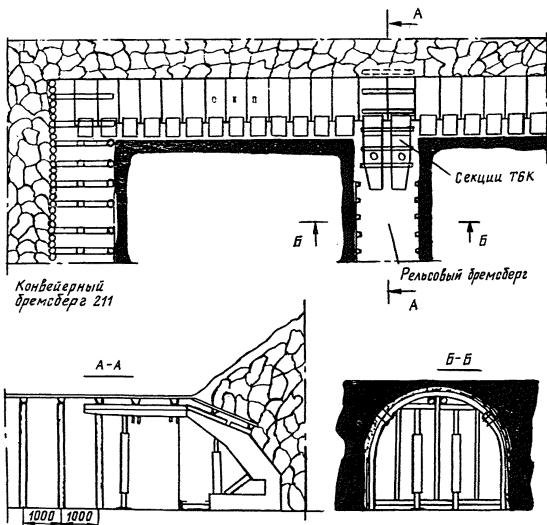 А
с к п
Секции ТБК
Б
Б
Рельсовый бремсберг
Конвейерный
бремсберг 211
А
А-А
Б-Б
1000 1000